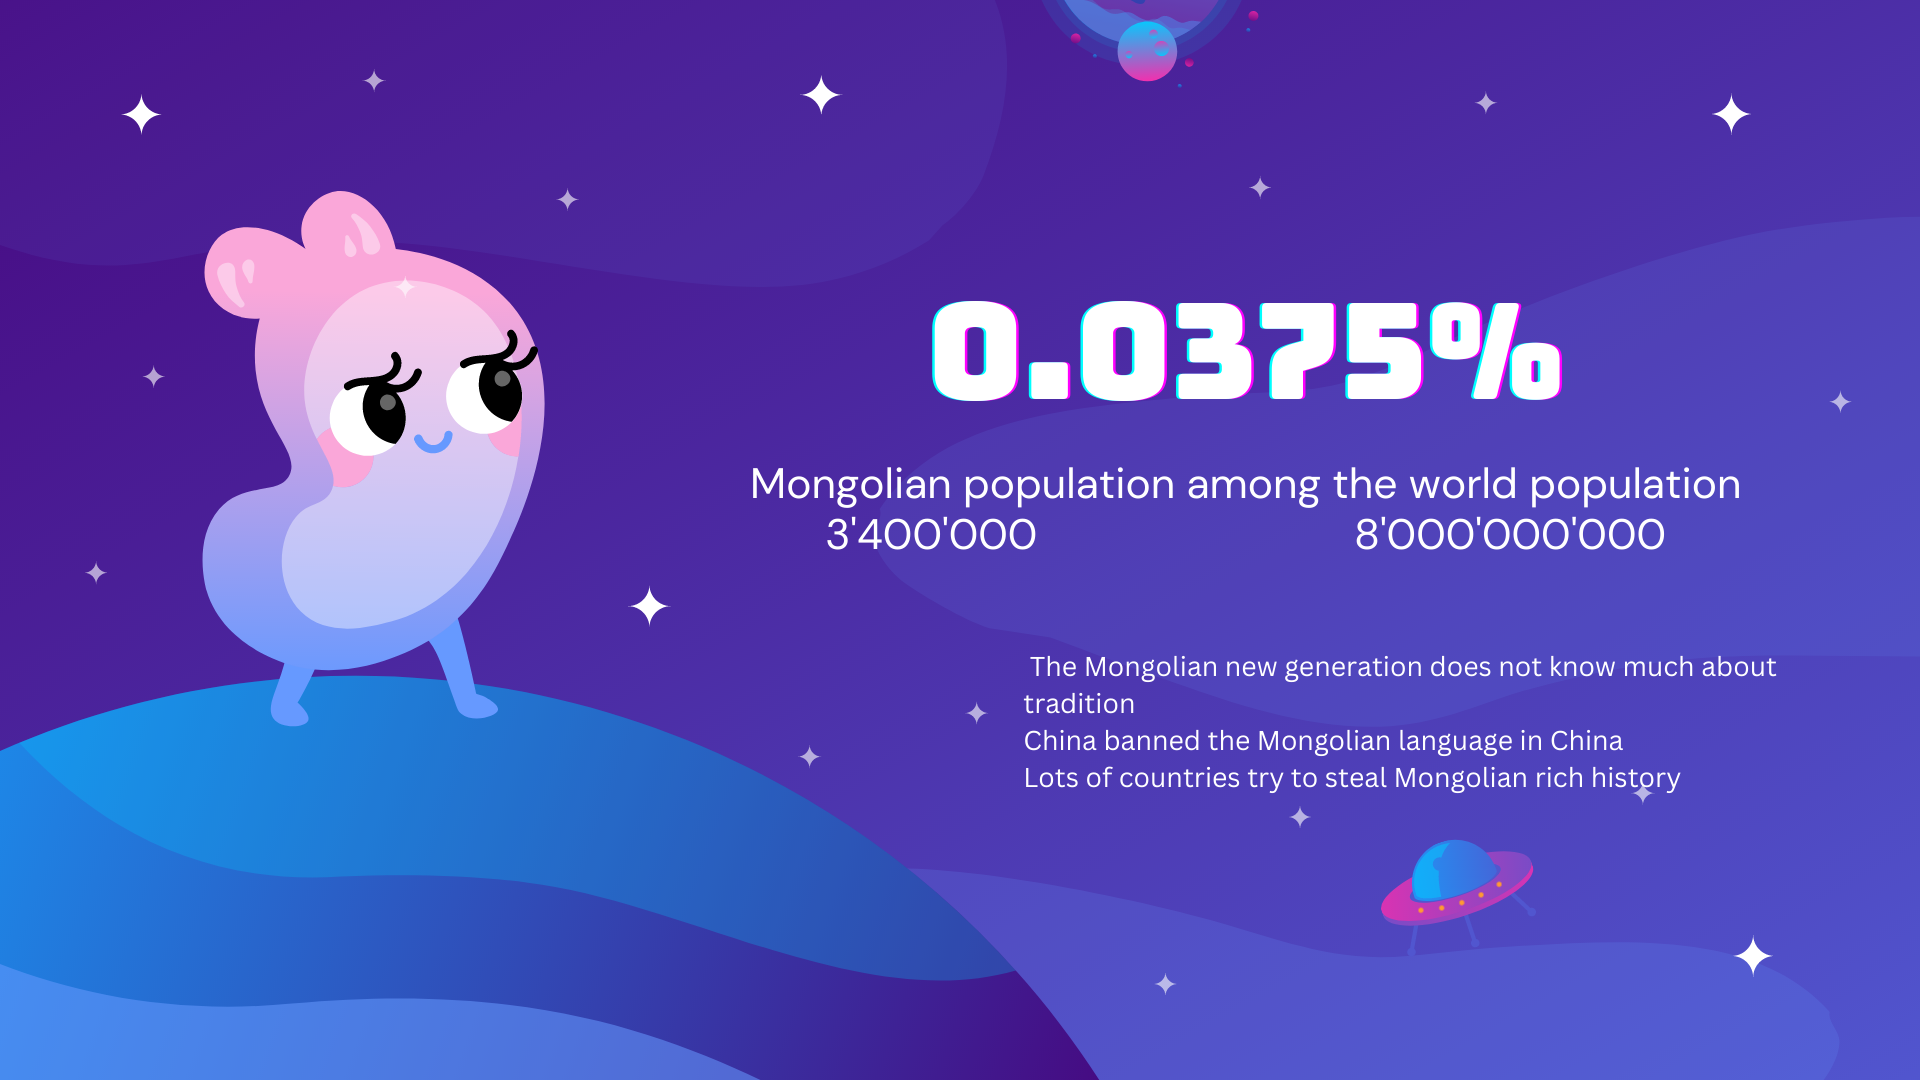 0.0375%
Mongolian population among the world population
3'400'000 8'000'000'000
The Mongolian new generation does not know much about
tradition
China banned the Mongolian language in China
Lots of countries try to steal Mongolian rich history